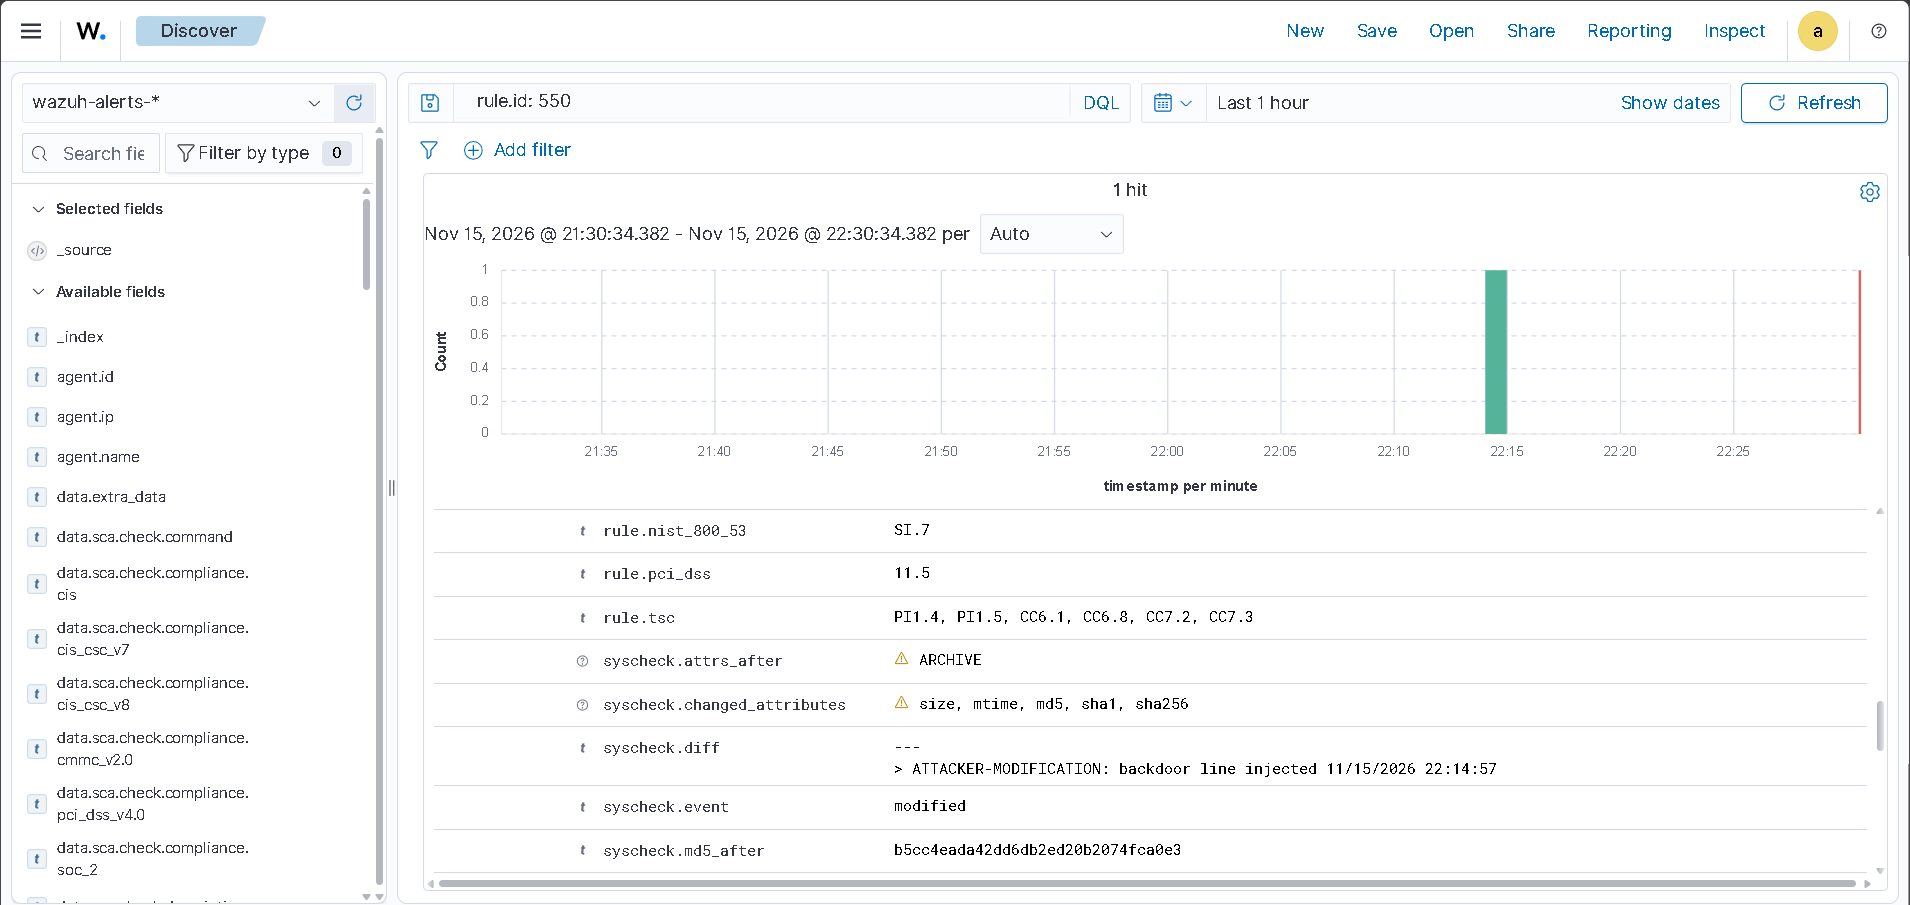 W.
Discover
New Save Open Share Reporting Inspect a
wazuh-alerts-*
rule.id: 550
DQL
Last 1 hour
Show dates
Refresh
Search fie
Filter by type 0
Add filter
Selected fields
_source
Available fields
t _index
t agent.id
t agent.ip
t agent.name
t data.extra_data
t data.sca.check.command
t data.sca.check.compliance.
cis
t data.sca.check.compliance.
cis_csc_v7
t data.sca.check.compliance.
cis_csc_v8
t data.sca.check.compliance.
cmmc_v2.0
t data.sca.check.compliance.
pci_dss_v4.0
t data.sca.check.compliance.
soc_2
1 hit
Nov 15, 2026 @ 21:30:34.382 - Nov 15, 2026 @ 22:30:34.382 per Auto
Count
1
0.8
0.6
0.4
0.2
0
21:35 21:40 21:45 21:50 21:55 22:00 22:05 22:10 22:15 22:20 22:25
timestamp per minute
t rule.nist_800_53 SI.7
t rule.pci_dss 11.5
t rule.tsc PI1.4, PI1.5, CC6.1, CC6.8, CC7.2, CC7.3
syscheck.attrs_after ARCHIVE
syscheck.changed_attributes size, mtime, md5, sha1, sha256
t syscheck.diff ---
> ATTACKER-MODIFICATION: backdoor line injected 11/15/2026 22:14:57
t syscheck.event modified
t syscheck.md5_after b5cc4eada42dd6db2ed20b2074fca0e3